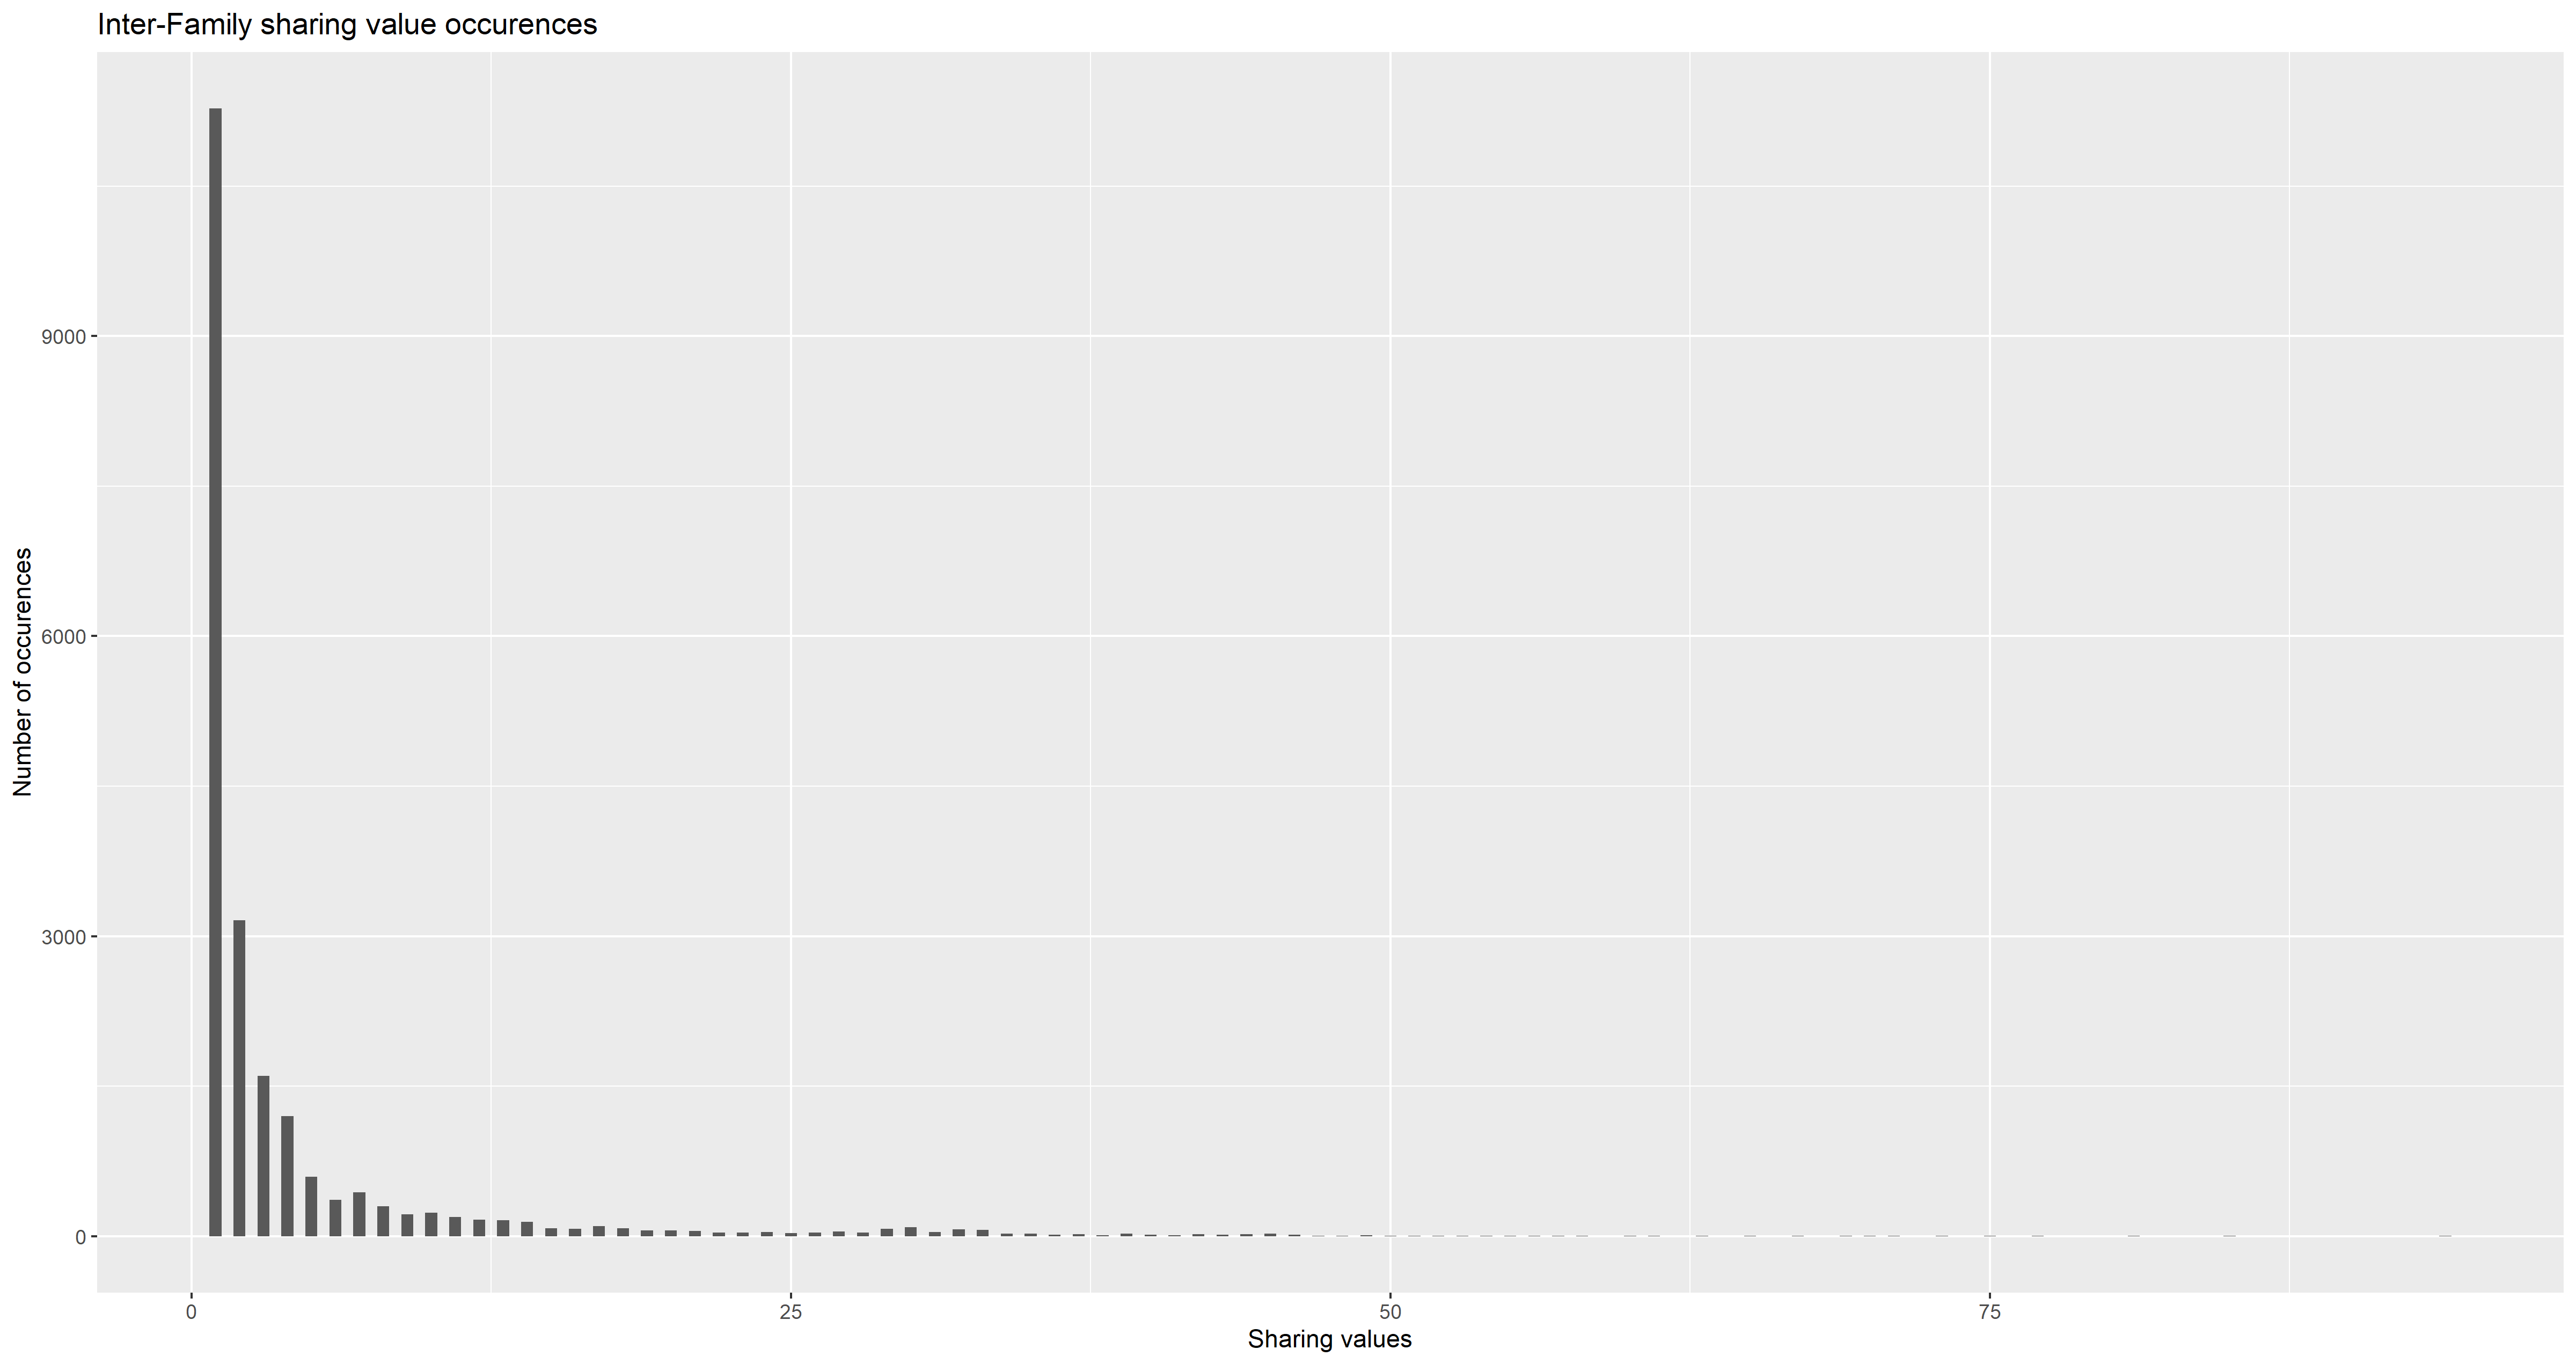 Inter-Family sharing value occurences
Number of occurences
9000
6000
3000
0
0 25 50 75
Sharing values